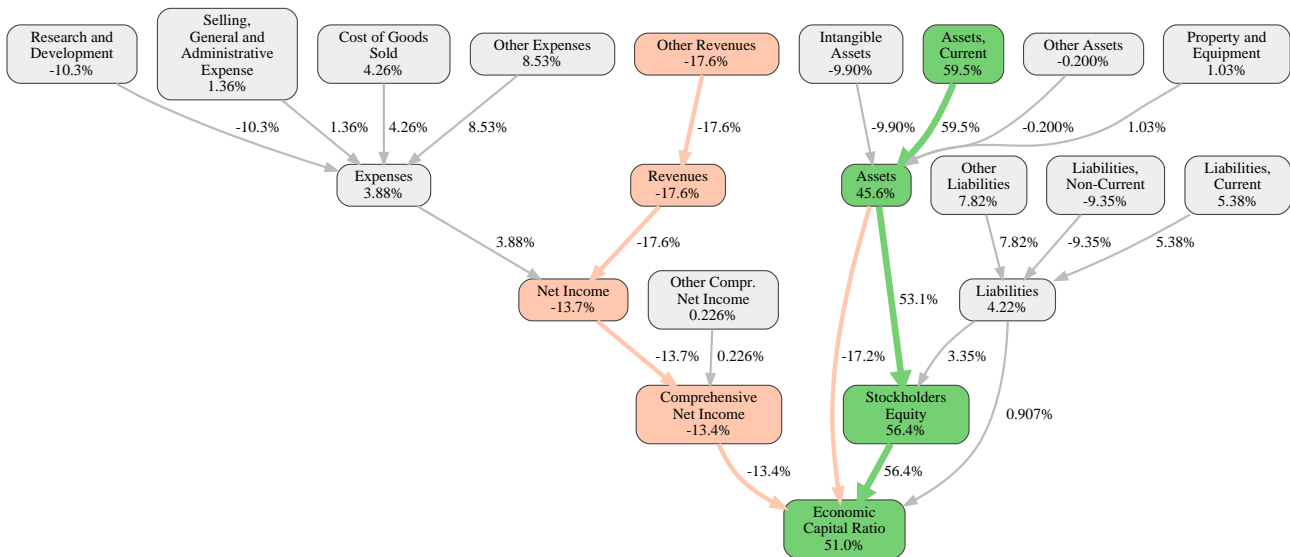 Research and
Development
-10.3%
Selling,
General and
Administrative
Expense
1.36%
Cost of Goods
Sold
4.26%
Other Expenses
8.53%
Other Revenues
-17.6%
Intangible
Assets
-9.90%
Assets,
Current
59.5%
Other Assets
-0.200%
Property and
Equipment
1.03%
-10.3%
1.36%
4.26%
8.53%
-17.6%
-9.90%
59.5%
-0.200%
1.03%
Expenses
3.88%
Revenues
-17.6%
Assets
45.6%
Other
Liabilities
7.82%
Liabilities,
Non-Current
-9.35%
Liabilities,
Current
5.38%
3.88%
-17.6%
7.82%
-9.35%
5.38%
Net Income
-13.7%
Other Compr.
Net Income
0.226%
53.1%
Liabilities
4.22%
-13.7%
0.226%
-17.2%
3.35%
Comprehensive
Net Income
-13.4%
Stockholders
Equity
56.4%
0.907%
-13.4%
56.4%
Economic
Capital Ratio
51.0%